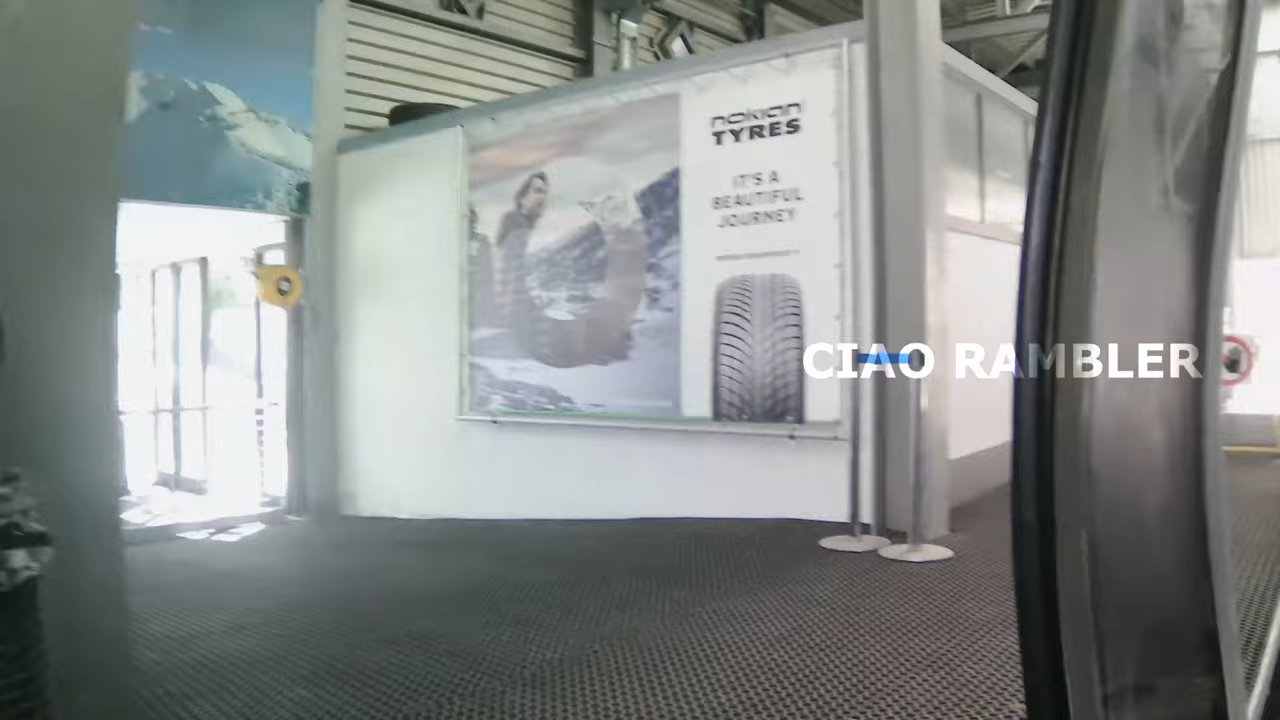 nokian
TYRES
IT'S A
BEAUTIFUL
JOURNEY
CIAO RAMBLER